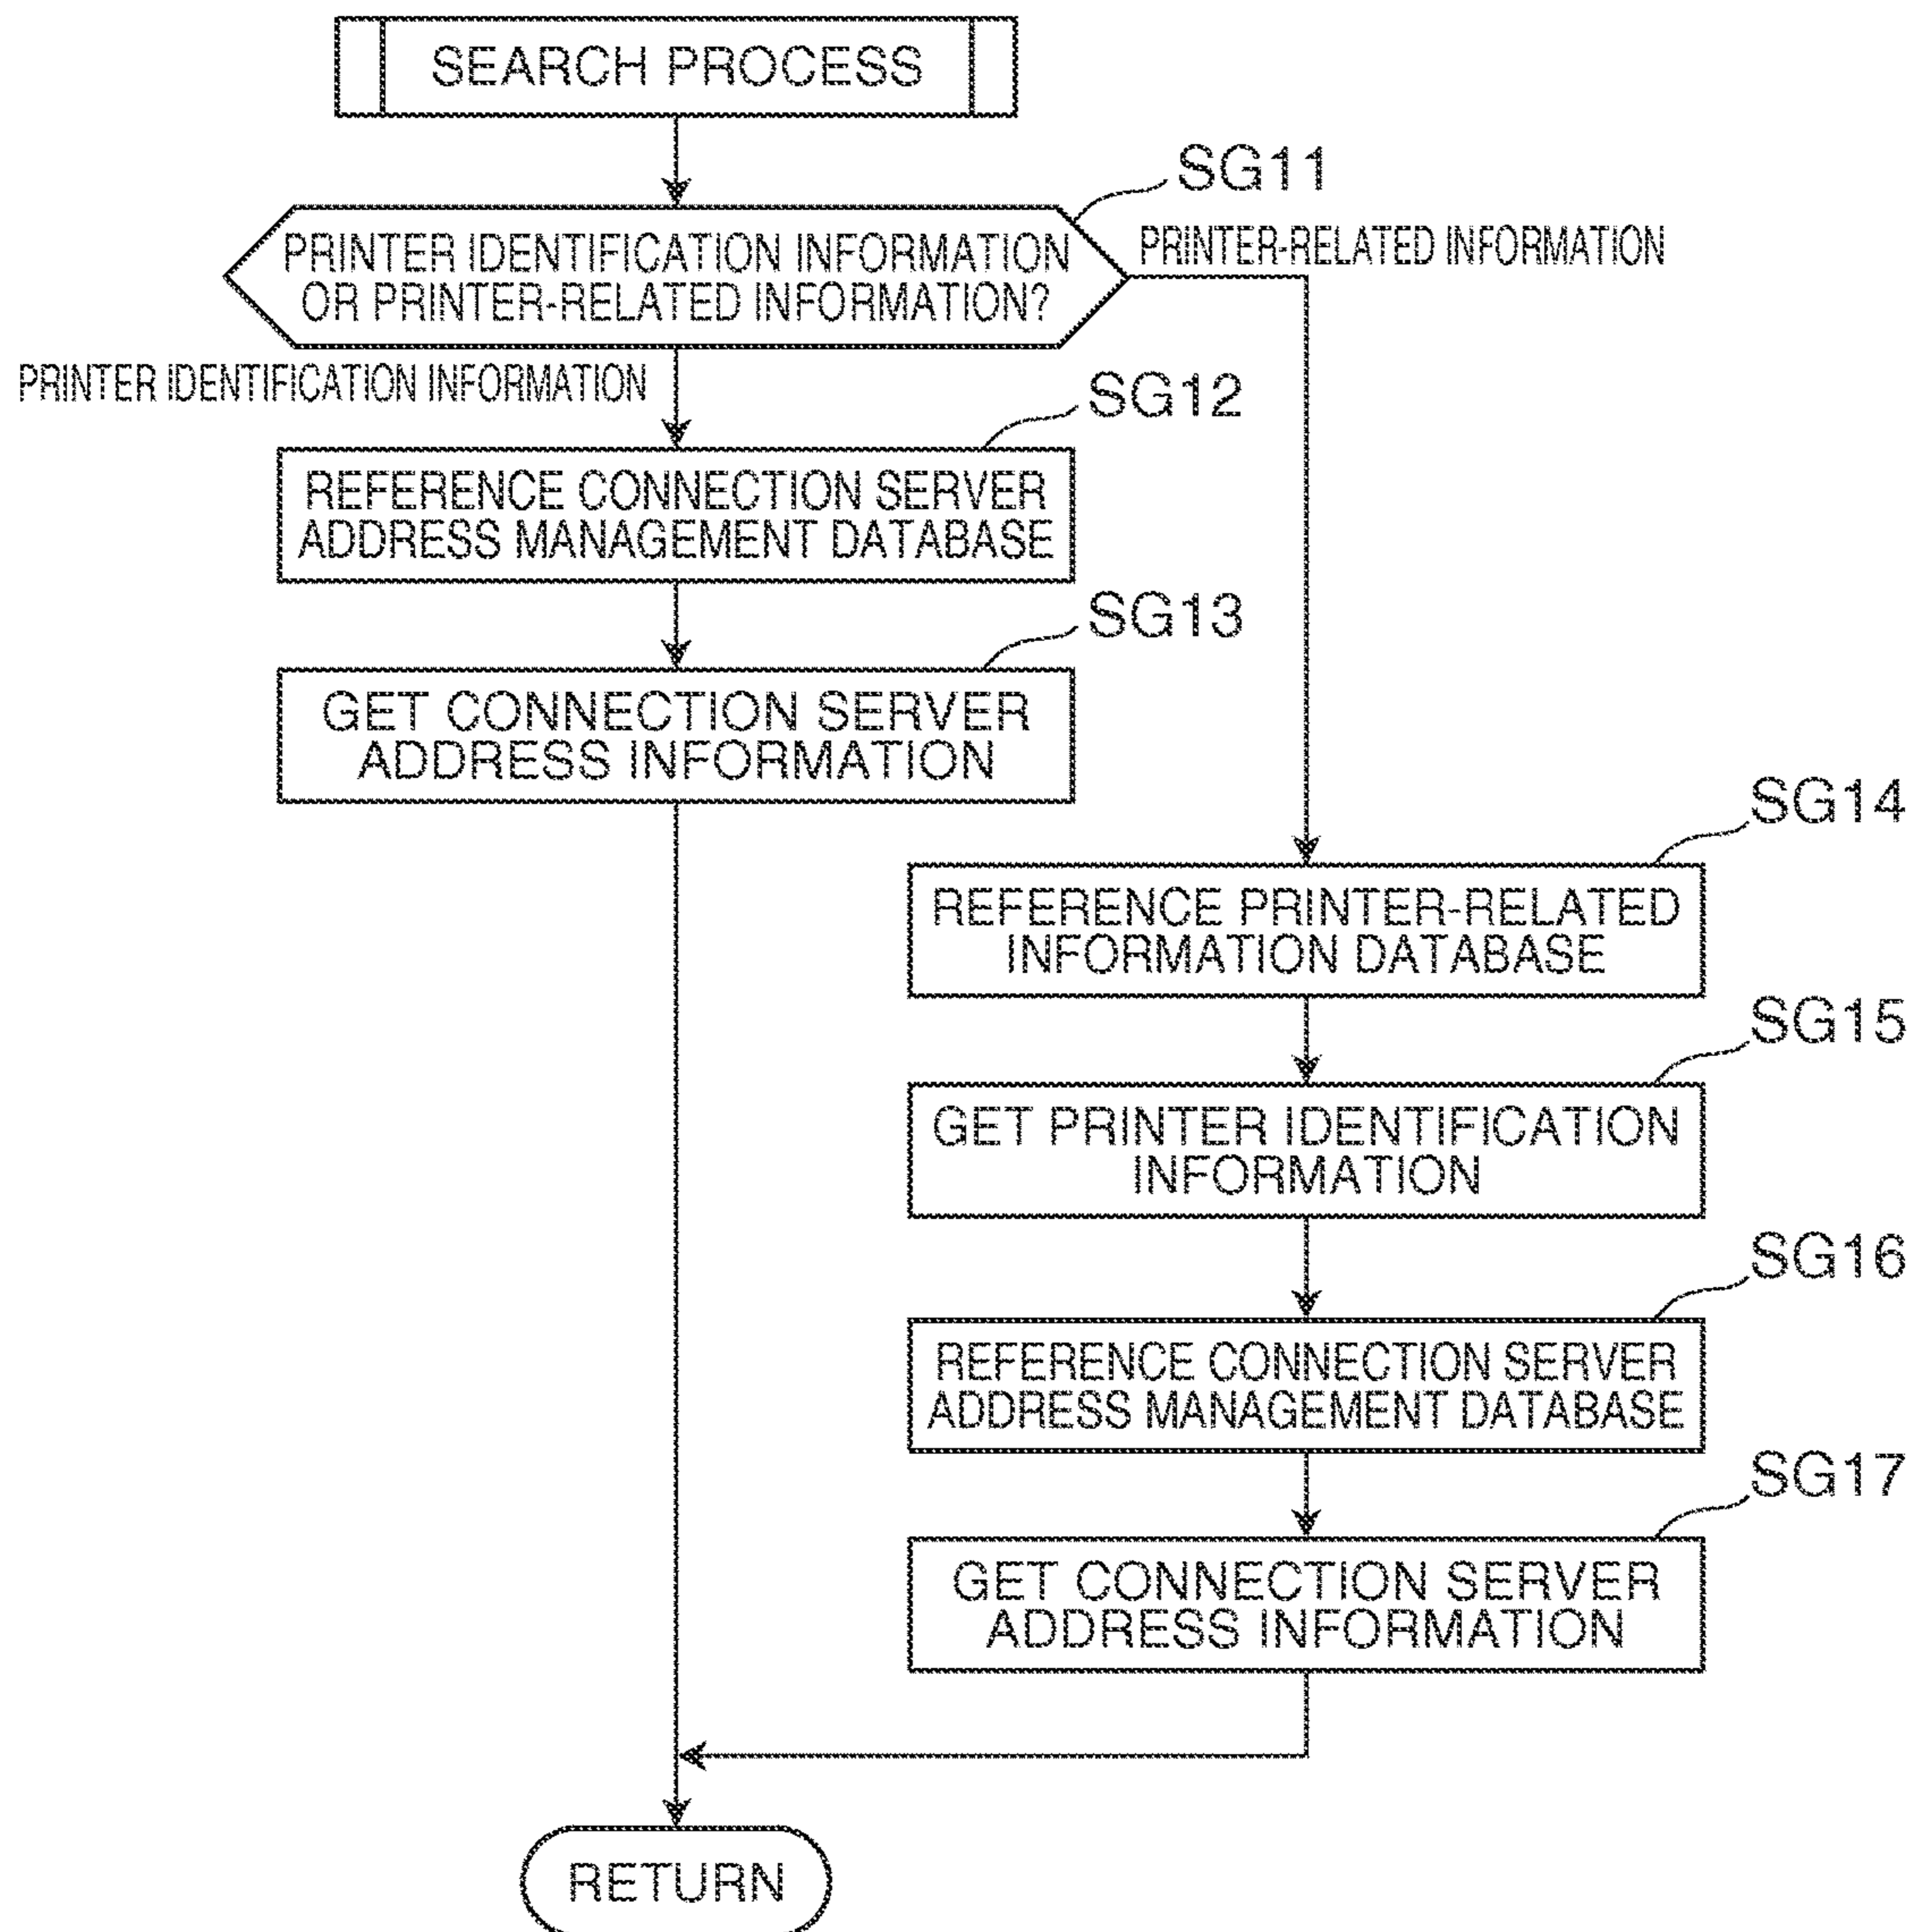 SEARCH PROCESS
SG11
PRINTER IDENTIFICATION INFORMATION
OR PRINTER-RELATED INFORMATION?
PRINTER-RELATED INFORMATION
PRINTER IDENTIFICATION INFORMATION
SG12
REFERENCE CONNECTION SERVER
ADDRESS MANAGEMENT DATABASE
SG13
GET CONNECTION SERVER
ADDRESS INFORMATION
SG14
REFERENCE PRINTER-RELATED
INFORMATION DATABASE
SG15
GET PRINTER IDENTIFICATION
INFORMATION
SG16
REFERENCE CONNECTION SERVER
ADDRESS MANAGEMENT DATABASE
SG17
GET CONNECTION SERVER
ADDRESS INFORMATION
RETURN